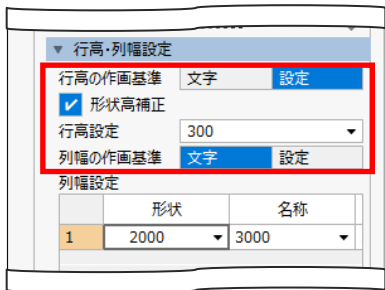 ▼ 行高・列幅設定
行高の作画基準 文字 設定
形状高補正
行高設定 300
列幅の作画基準 文字 設定
列幅設定
形状 名称
1 2000 3000